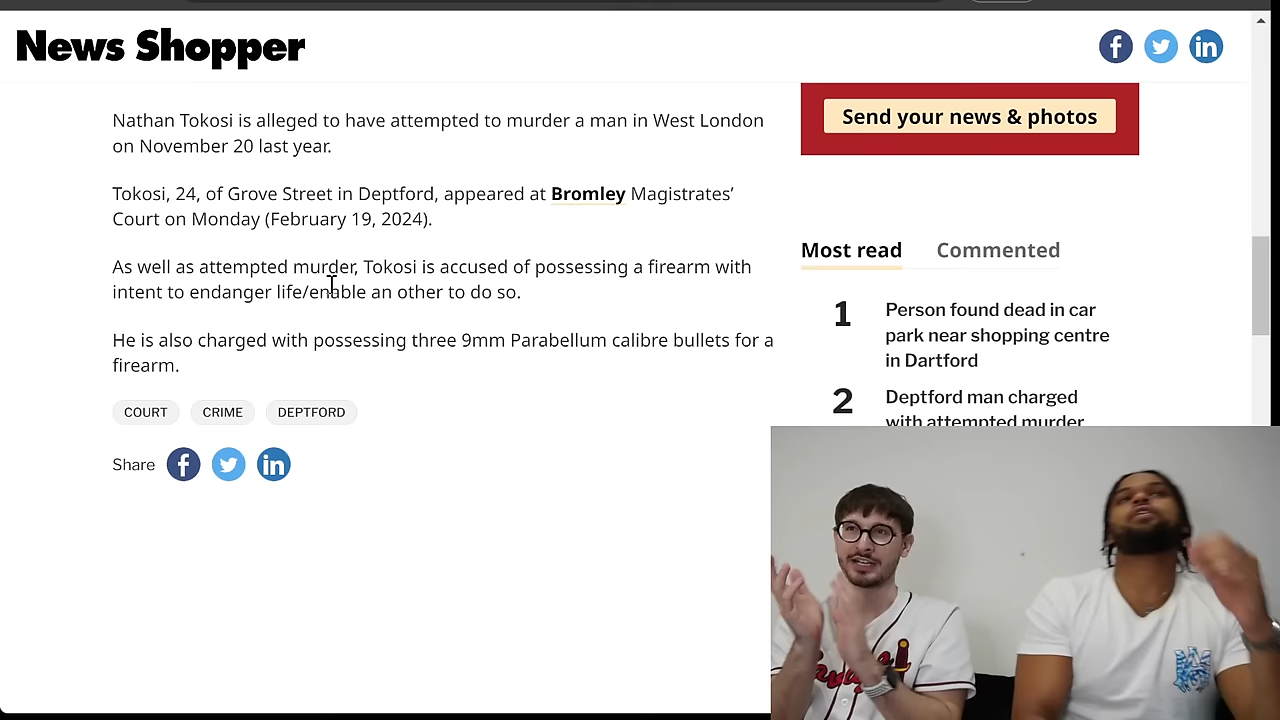 News Shopper
Nathan Tokosi is alleged to have attempted to murder a man in West London
on November 20 last year.
Tokosi, 24, of Grove Street in Deptford, appeared at Bromley Magistrates’
Court on Monday (February 19, 2024).
As well as attempted murder, Tokosi is accused of possessing a firearm with
intent to endanger life/enable an other to do so.
He is also charged with possessing three 9mm Parabellum calibre bullets for a
firearm.
COURT CRIME DEPTFORD
Share
Send your news & photos
Most read Commented
1 Person found dead in car
park near shopping centre
in Dartford
2 Deptford man charged
with attempted murder